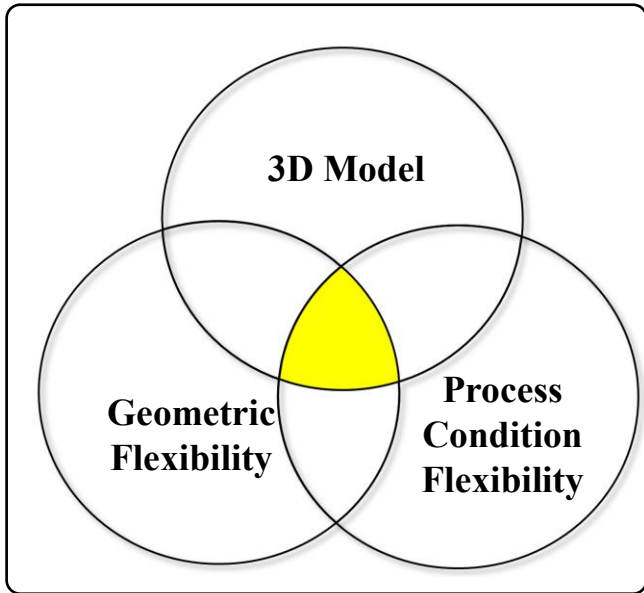 3D Model
Geometric
Flexibility
Process
Condition
Flexibility